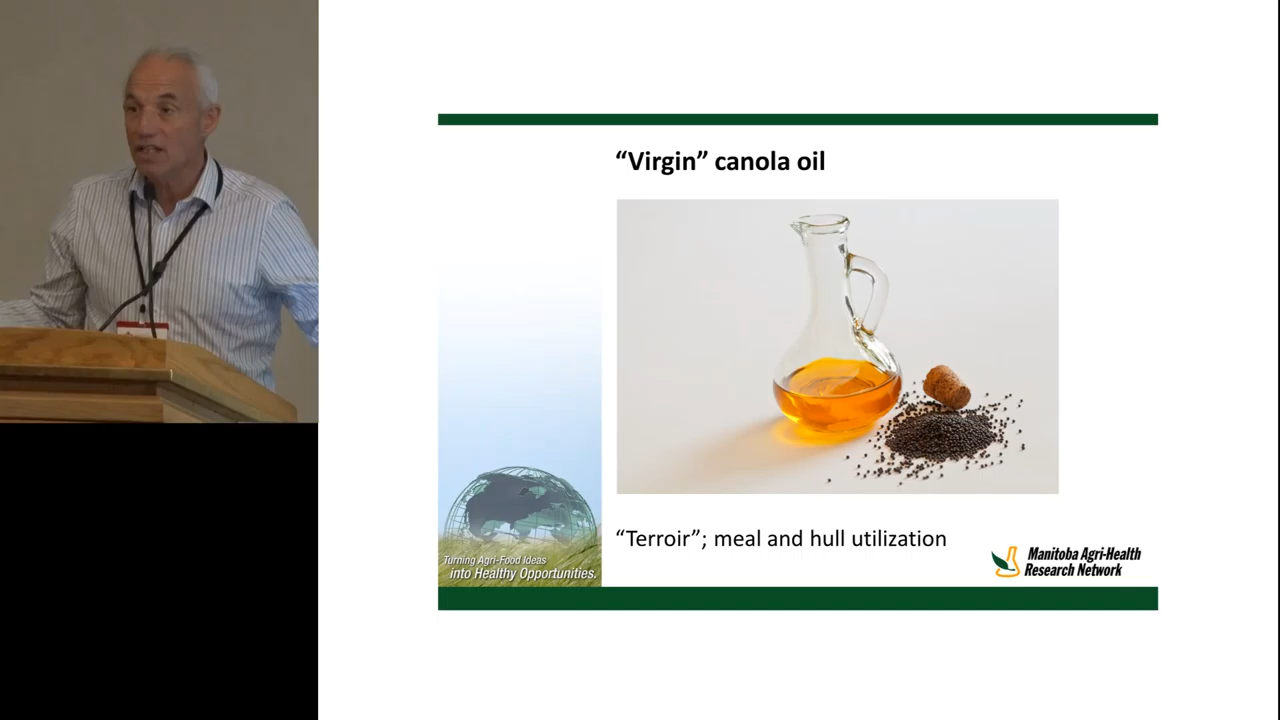 “Virgin” canola oil
“Terroir”; meal and hull utilization
Turning Agri-Food Ideas
into Healthy Opportunities.
Manitoba Agri-Health
Research Network